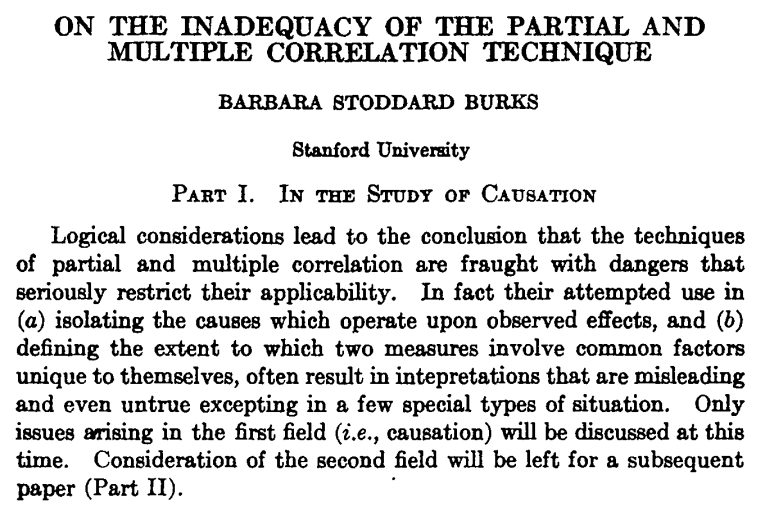 ON THE INADEQUACY OF THE PARTIAL AND
MULTIPLE CORRELATION TECHNIQUE
BARBARA STODDARD BURKS
Stanford University
PART I. IN THE STUDY OF CAUSATION
Logical considerations lead to the conclusion that the techniques
of partial and multiple correlation are fraught with dangers that
seriously restrict their applicability. In fact their attempted use in
(a) isolating the causes which operate upon observed effects, and (b)
defining the extent to which two measures involve common factors
unique to themselves, often result in intepretations that are misleading
and even untrue excepting in a few special types of situation. Only
issues arising in the first field (i.e., causation) will be discussed at this
time. Consideration of the second field will be left for a subsequent
paper (Part II).